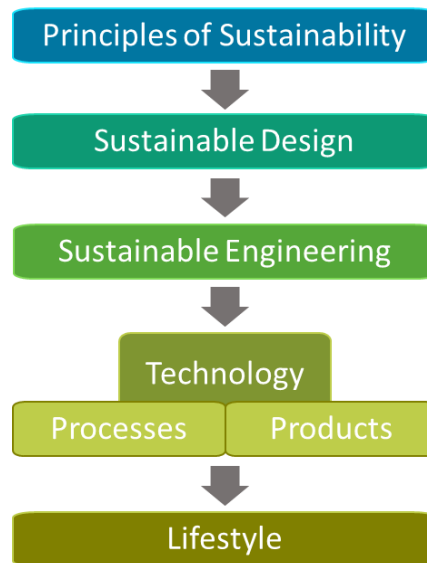 Principles of Sustainability
Sustainable Design
Sustainable Engineering
Technology
Processes
Products
Lifestyle